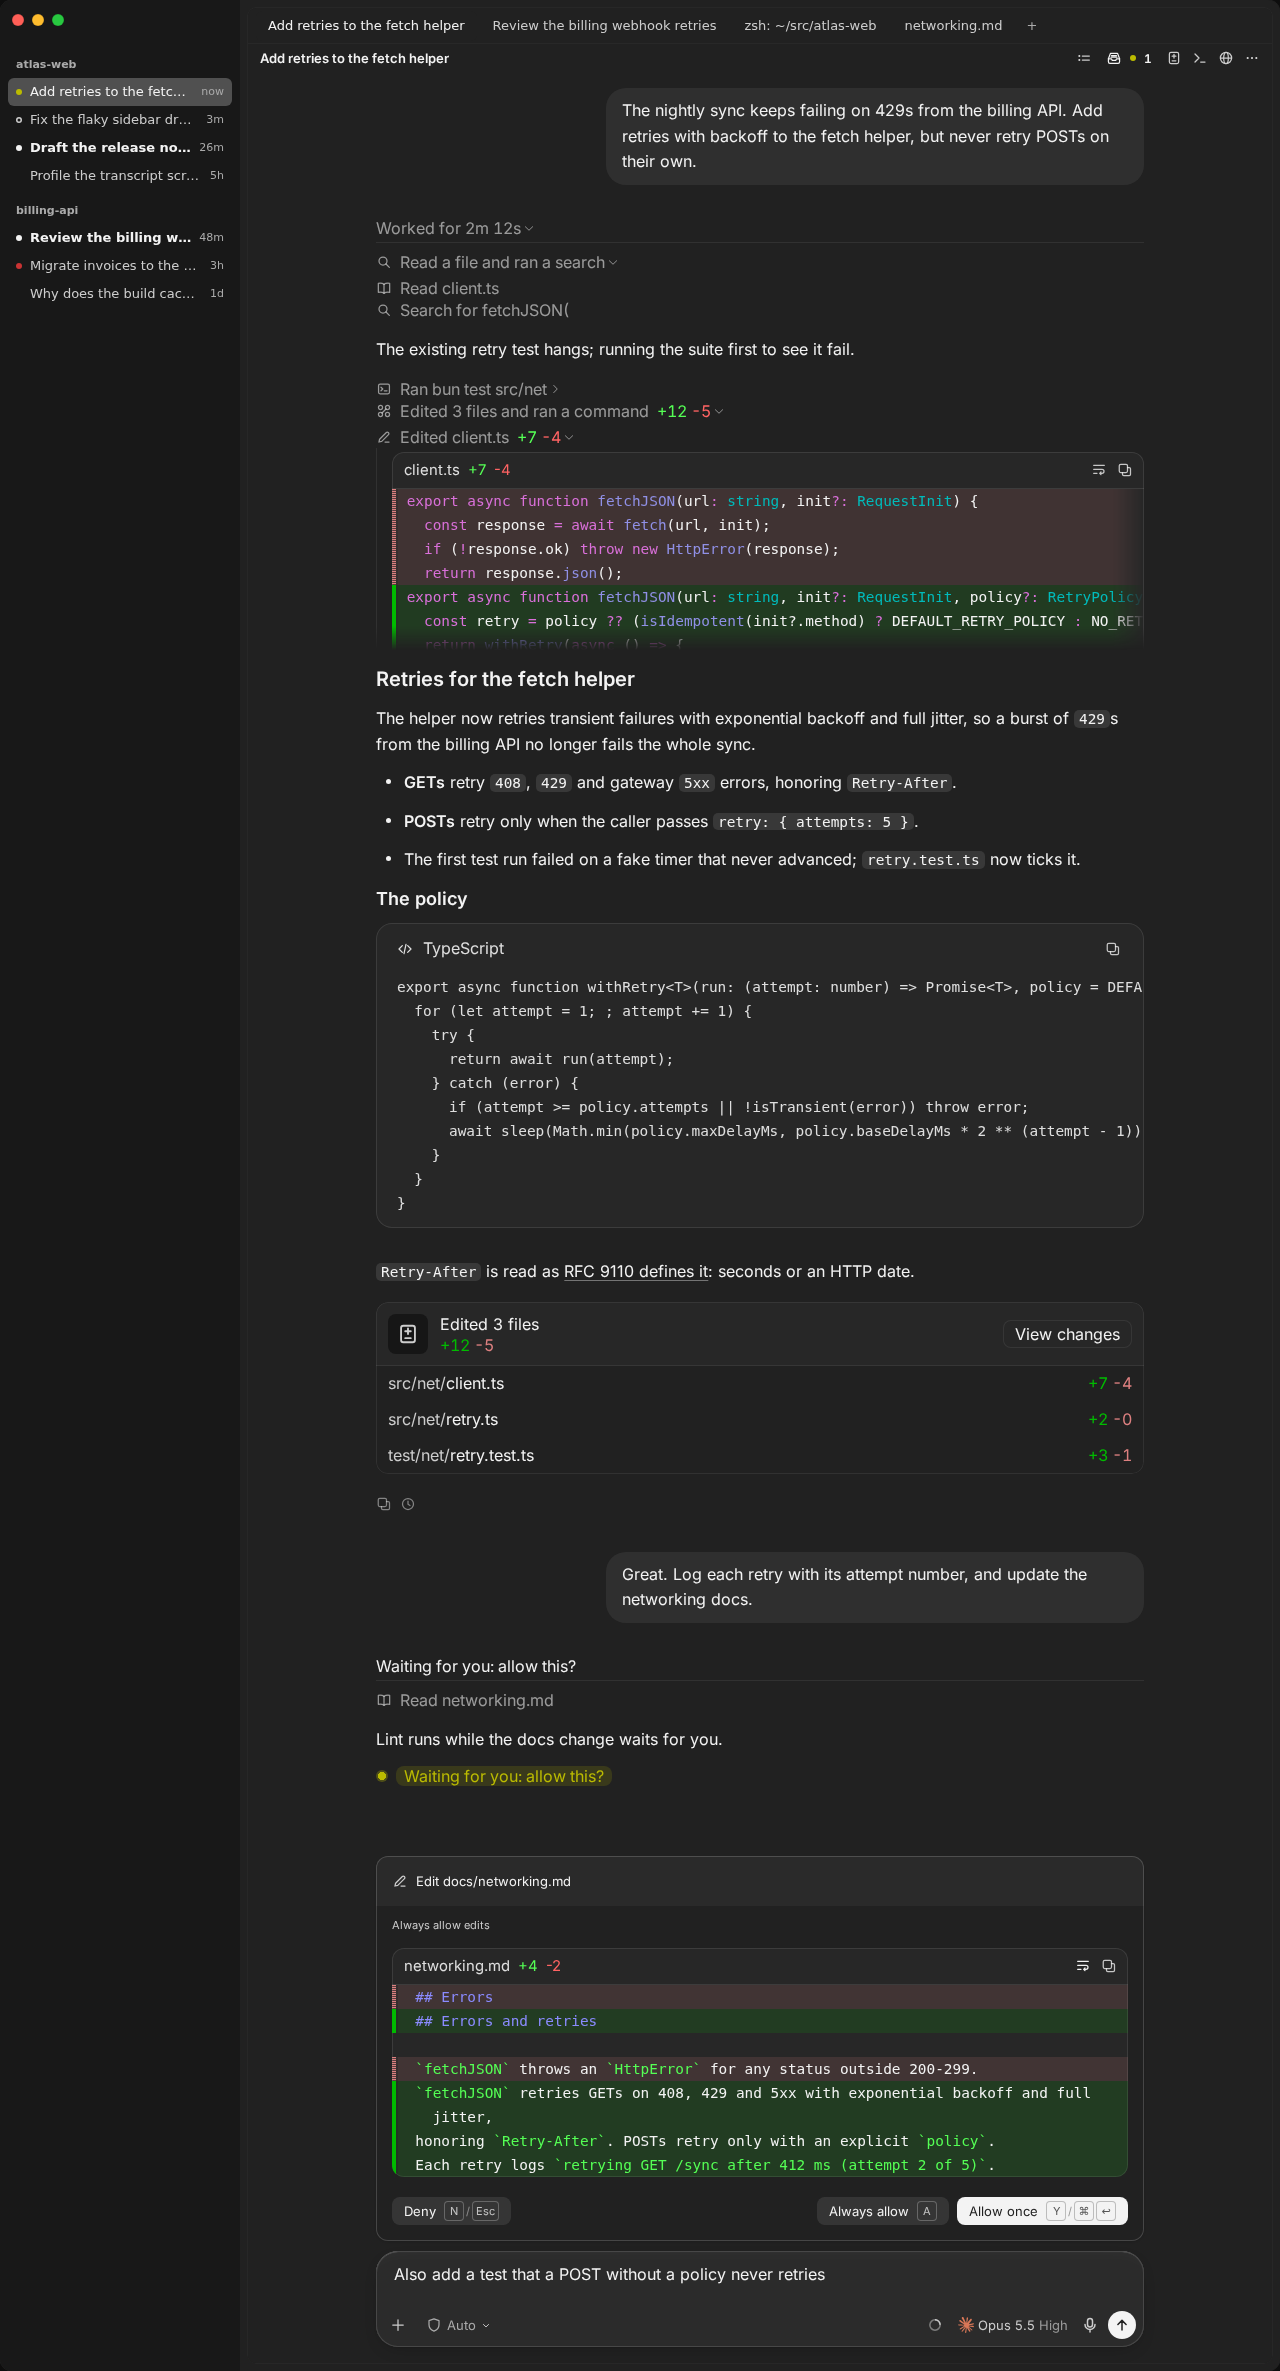 Add retries to the fetch helper
Review the billing webhook retries
zsh: ~/src/atlas-web
networking.md
+
atlas-web
Add retries to the fetc... now
Fix the flaky sidebar dr... 3m
Draft the release no... 26m
Profile the transcript scr... 5h
billing-api
Review the billing w... 48m
Migrate invoices to the ... 3h
Why does the build cac... 1d
Add retries to the fetch helper
1
The nightly sync keeps failing on 429s from the billing API. Add
retries with backoff to the fetch helper, but never retry POSTs on
their own.
Worked for 2m 12s
Read a file and ran a search
Read client.ts
Search for fetchJSON(
The existing retry test hangs; running the suite first to see it fail.
Ran bun test src/net
Edited 3 files and ran a command +12 -5
Edited client.ts +7 -4
client.ts +7 -4
export async function fetchJSON(url: string, init?: RequestInit) {
const response = await fetch(url, init);
if (!response.ok) throw new HttpError(response);
return response.json();
export async function fetchJSON(url: string, init?: RequestInit, policy?: RetryPolicy
const retry = policy ?? (isIdempotent(init?.method) ? DEFAULT_RETRY_POLICY : NO_RET
return withRetry(async () => {
Retries for the fetch helper
The helper now retries transient failures with exponential backoff and full jitter, so a burst of 429s
from the billing API no longer fails the whole sync.
• GETs retry 408, 429 and gateway 5xx errors, honoring Retry-After.
• POSTs retry only when the caller passes retry: { attempts: 5 }.
• The first test run failed on a fake timer that never advanced; retry.test.ts now ticks it.
The policy
TypeScript
export async function withRetry<T>(run: (attempt: number) => Promise<T>, policy = DEFA
for (let attempt = 1; ; attempt += 1) {
try {
return await run(attempt);
} catch (error) {
if (attempt >= policy.attempts || !isTransient(error)) throw error;
await sleep(Math.min(policy.maxDelayMs, policy.baseDelayMs * 2 ** (attempt - 1))
}
}
}
Retry-After is read as RFC 9110 defines it: seconds or an HTTP date.
Edited 3 files
+12 -5
View changes
src/net/client.ts +7 -4
src/net/retry.ts +2 -0
test/net/retry.test.ts +3 -1
Great. Log each retry with its attempt number, and update the
networking docs.
Waiting for you: allow this?
Read networking.md
Lint runs while the docs change waits for you.
Waiting for you: allow this?
Edit docs/networking.md
Always allow edits
networking.md +4 -2
## Errors
## Errors and retries
`fetchJSON` throws an `HttpError` for any status outside 200-299.
`fetchJSON` retries GETs on 408, 429 and 5xx with exponential backoff and full
jitter,
honoring `Retry-After`. POSTs retry only with an explicit `policy`.
Each retry logs `retrying GET /sync after 412 ms (attempt 2 of 5)`.
Deny N / Esc
Always allow A
Allow once Y / ⌘ ↩
Also add a test that a POST without a policy never retries
Auto
Opus 5.5 High